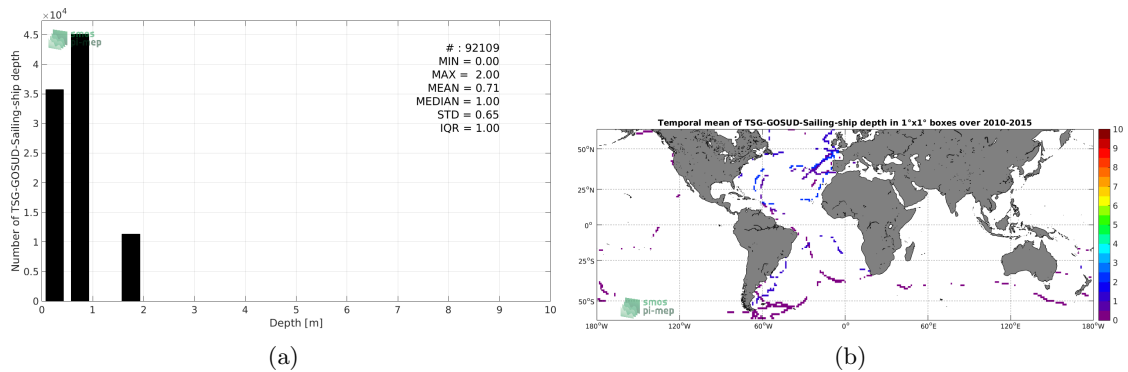 ×10⁴
4.5
4
3.5
3
2.5
2
1.5
1
0.5
0
Number of TSG-GOSUD-Sailing-ship depth
smos
pi-mep
# : 92109
MIN = 0.00
MAX = 2.00
MEAN = 0.71
MEDIAN = 1.00
STD = 0.65
IQR = 1.00
0 1 2 3 4 5 6 7 8 9 10
Depth [m]
(a)
Temporal mean of TSG-GOSUD-Sailing-ship depth in 1°x1° boxes over 2010-2015
50°N
25°N
0°
25°S
50°S
smos
pi-mep
180°W 120°W 60°W 0° 60°E 120°E 180°W
10
9
8
7
6
5
4
3
2
1
0
(b)